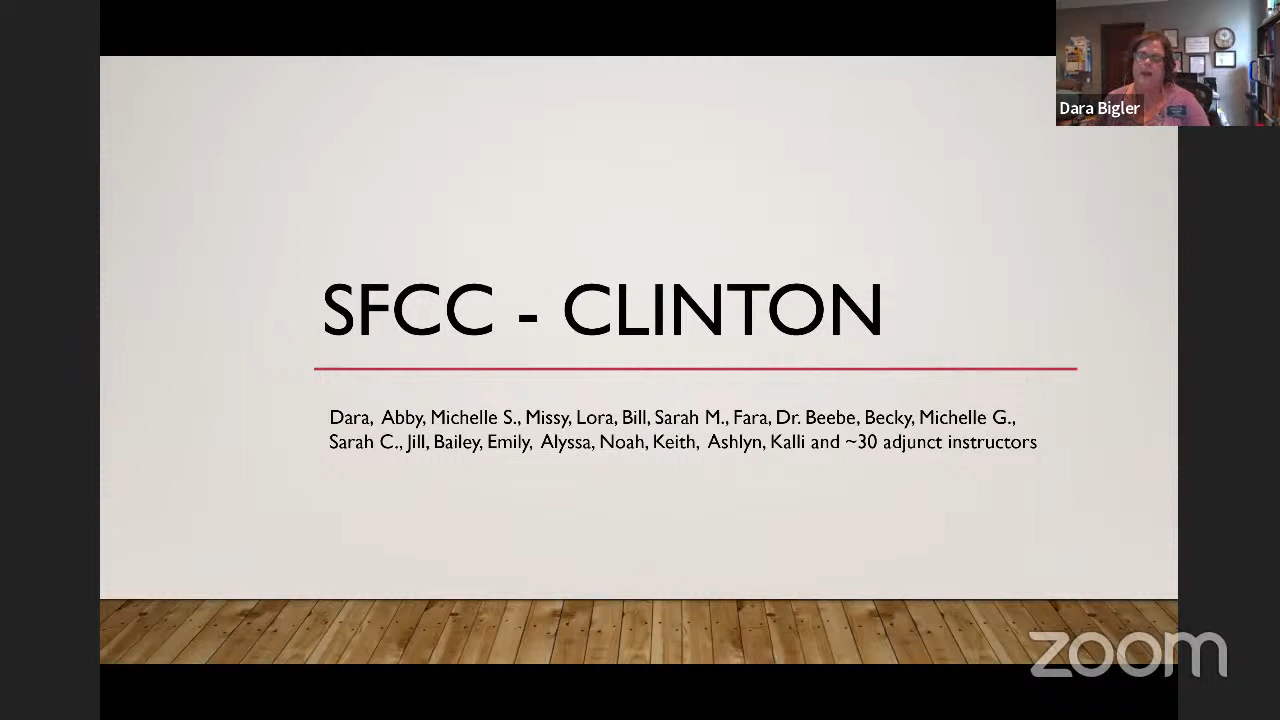 Dara Bigler
SFCC - CLINTON
Dara, Abby, Michelle S., Missy, Lora, Bill, Sarah M., Fara, Dr. Beebe, Becky, Michelle G.,
Sarah C., Jill, Bailey, Emily, Alyssa, Noah, Keith, Ashlyn, Kalli and ~30 adjunct instructors
zoom